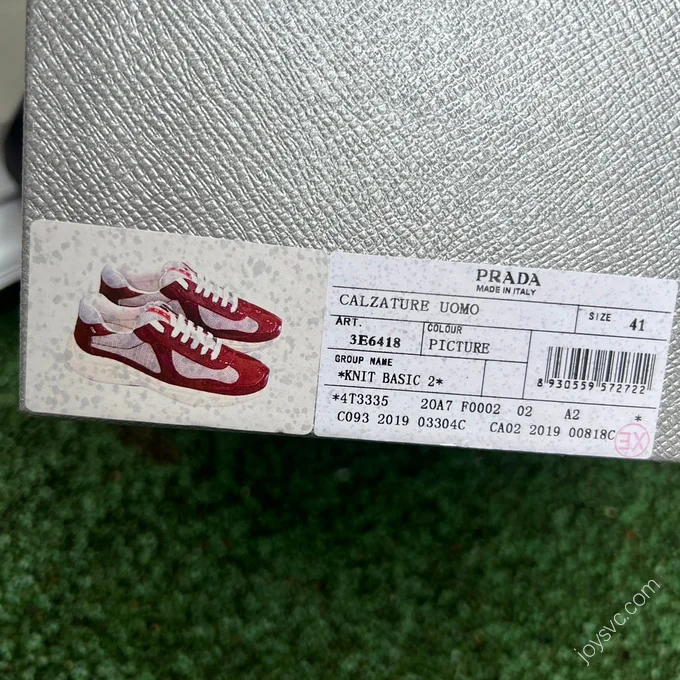 PRADA
MADE IN ITALY
CALZATURE UOMO
SIZE 41
ART.
3E6418
COLOUR
PICTURE
GROUP NAME
*KNIT BASIC 2*
8 930559 572722
*4T3335 20A7 F0002 02 A2 *
C093 2019 03304C CA02 2019 00818C
XE
joysvc.com